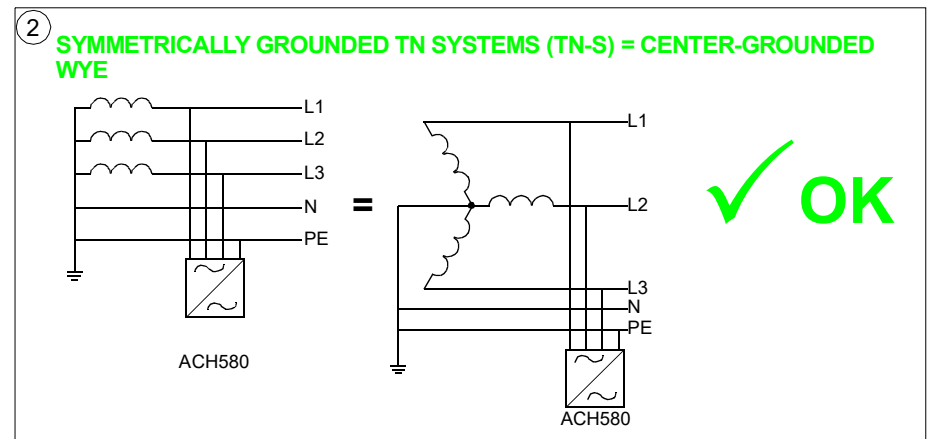 2
SYMMETRICALLY GROUNDED TN SYSTEMS (TN-S) = CENTER-GROUNDED
WYE
L1
L2
L3
N
PE
ACH580
=
L1
L2
L3
N
PE
ACH580
✓ OK